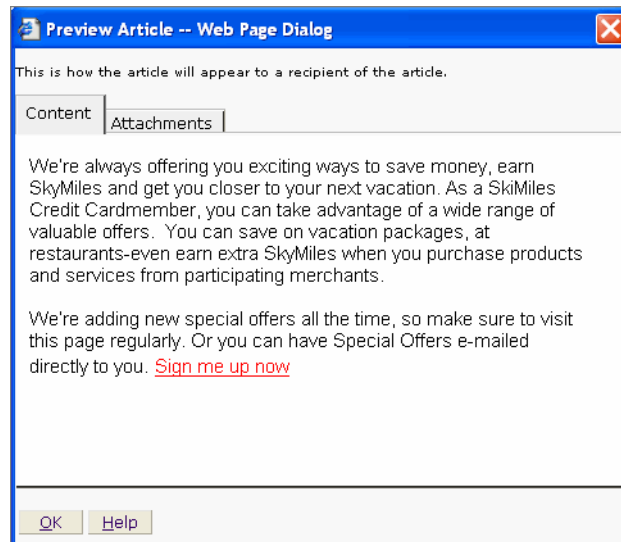 Preview Article -- Web Page Dialog
This is how the article will appear to a recipient of the article.
Content
Attachments
We're always offering you exciting ways to save money, earn
SkyMiles and get you closer to your next vacation. As a SkiMiles
Credit Cardmember, you can take advantage of a wide range of
valuable offers.  You can save on vacation packages, at
restaurants-even earn extra SkyMiles when you purchase products
and services from participating merchants.
We're adding new special offers all the time, so make sure to visit
this page regularly. Or you can have Special Offers e-mailed
directly to you. Sign me up now
OK Help